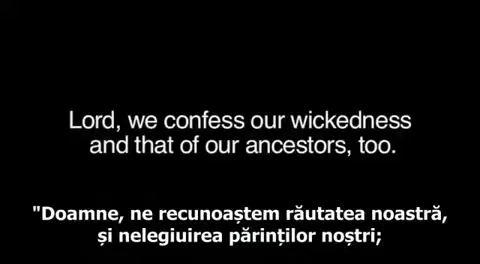 Lord, we confess our wickedness
and that of our ancestors, too.
"Doamne, ne recunoaștem răutatea noastră,
și nelegiuirea părinților noștri;